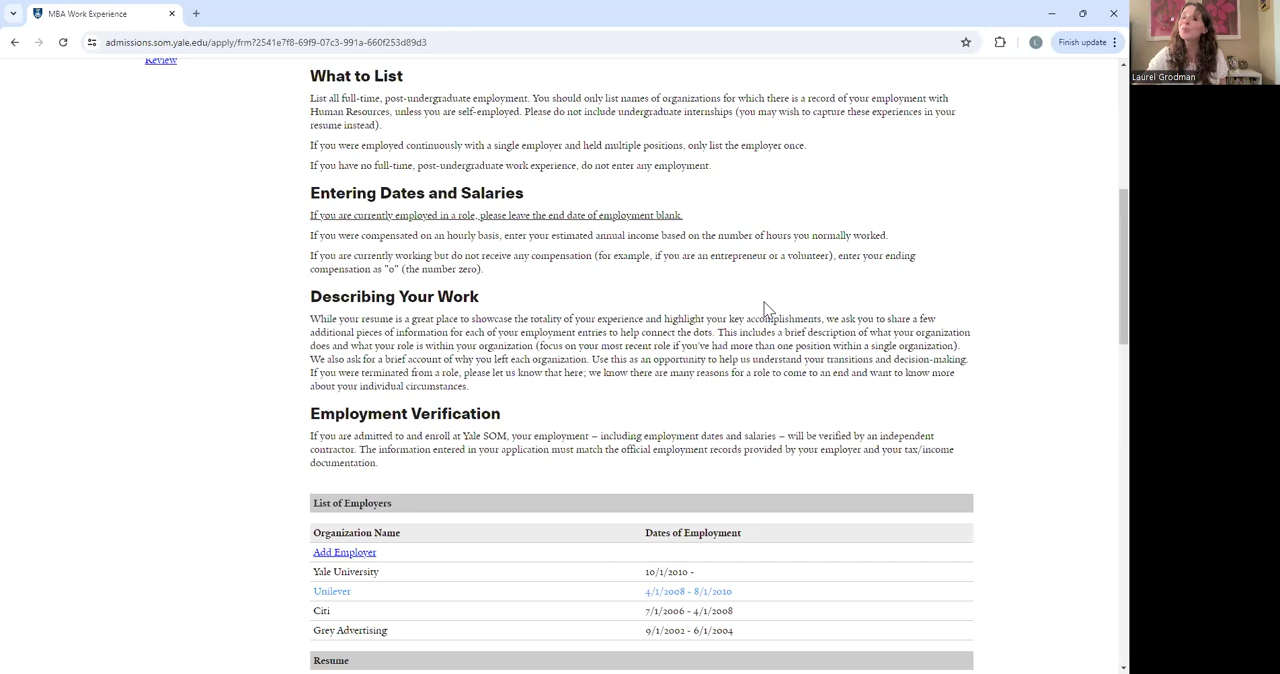 MBA Work Experience
admissions.som.yale.edu/apply/frm?2541e7f8-69f9-07c3-991a-660f253d89d3
L
Finish update
Laurel Grodman
Review
What to List
List all full-time, post-undergraduate employment. You should only list names of organizations for which there is a record of your employment with
Human Resources, unless you are self-employed. Please do not include undergraduate internships (you may wish to capture these experiences in your
resume instead).
If you were employed continuously with a single employer and held multiple positions, only list the employer once.
If you have no full-time, post-undergraduate work experience, do not enter any employment.
Entering Dates and Salaries
If you are currently employed in a role, please leave the end date of employment blank.
If you were compensated on an hourly basis, enter your estimated annual income based on the number of hours you normally worked.
If you are currently working but do not receive any compensation (for example, if you are an entrepreneur or a volunteer), enter your ending
compensation as "0" (the number zero).
Describing Your Work
While your resume is a great place to showcase the totality of your experience and highlight your key accomplishments, we ask you to share a few
additional pieces of information for each of your employment entries to help connect the dots. This includes a brief description of what your organization
does and what your role is within your organization (focus on your most recent role if you've had more than one position within a single organization).
We also ask for a brief account of why you left each organization. Use this as an opportunity to help us understand your transitions and decision-making.
If you were terminated from a role, please let us know that here; we know there are many reasons for a role to come to an end and want to know more
about your individual circumstances.
Employment Verification
If you are admitted to and enroll at Yale SOM, your employment – including employment dates and salaries – will be verified by an independent
contractor. The information entered in your application must match the official employment records provided by your employer and your tax/income
documentation.
List of Employers
Organization Name Dates of Employment
Add Employer
Yale University 10/1/2010 -
Unilever 4/1/2008 - 8/1/2010
Citi 7/1/2006 - 4/1/2008
Grey Advertising 9/1/2002 - 6/1/2004
Resume